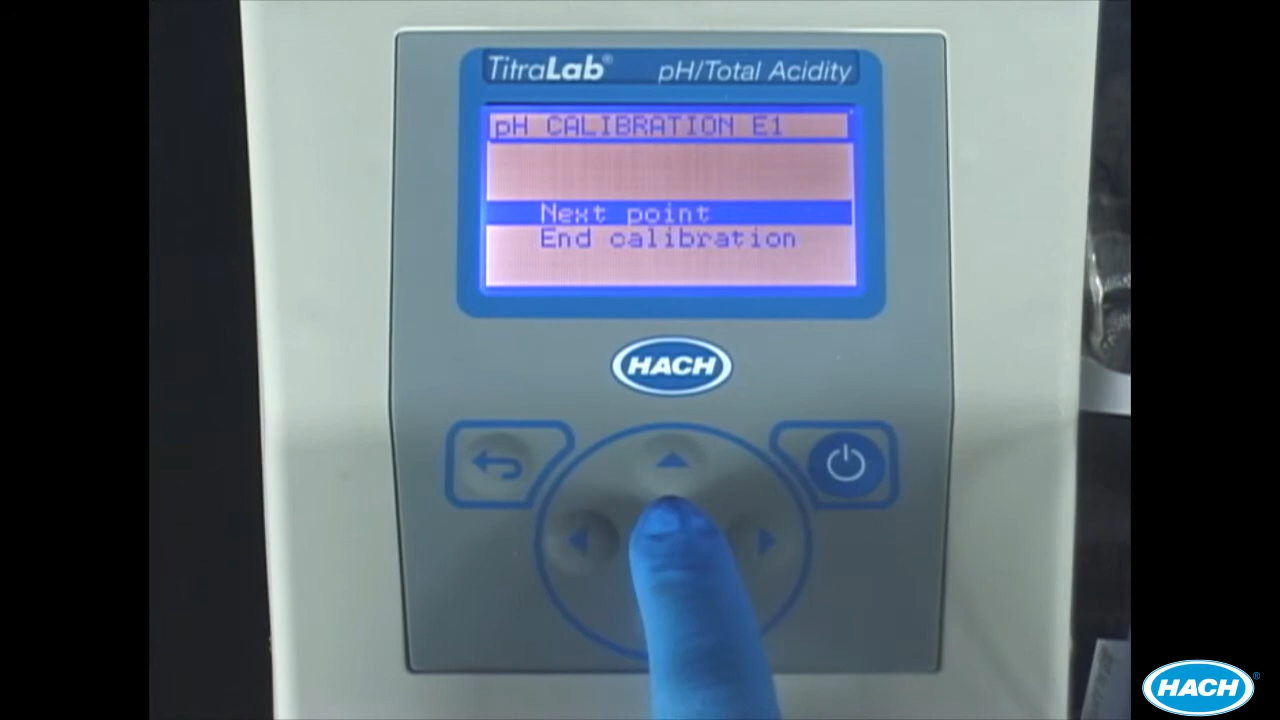 TitraLab® pH/Total Acidity
pH CALIBRATION E1
Next point
End calibration
HACH
HACH®